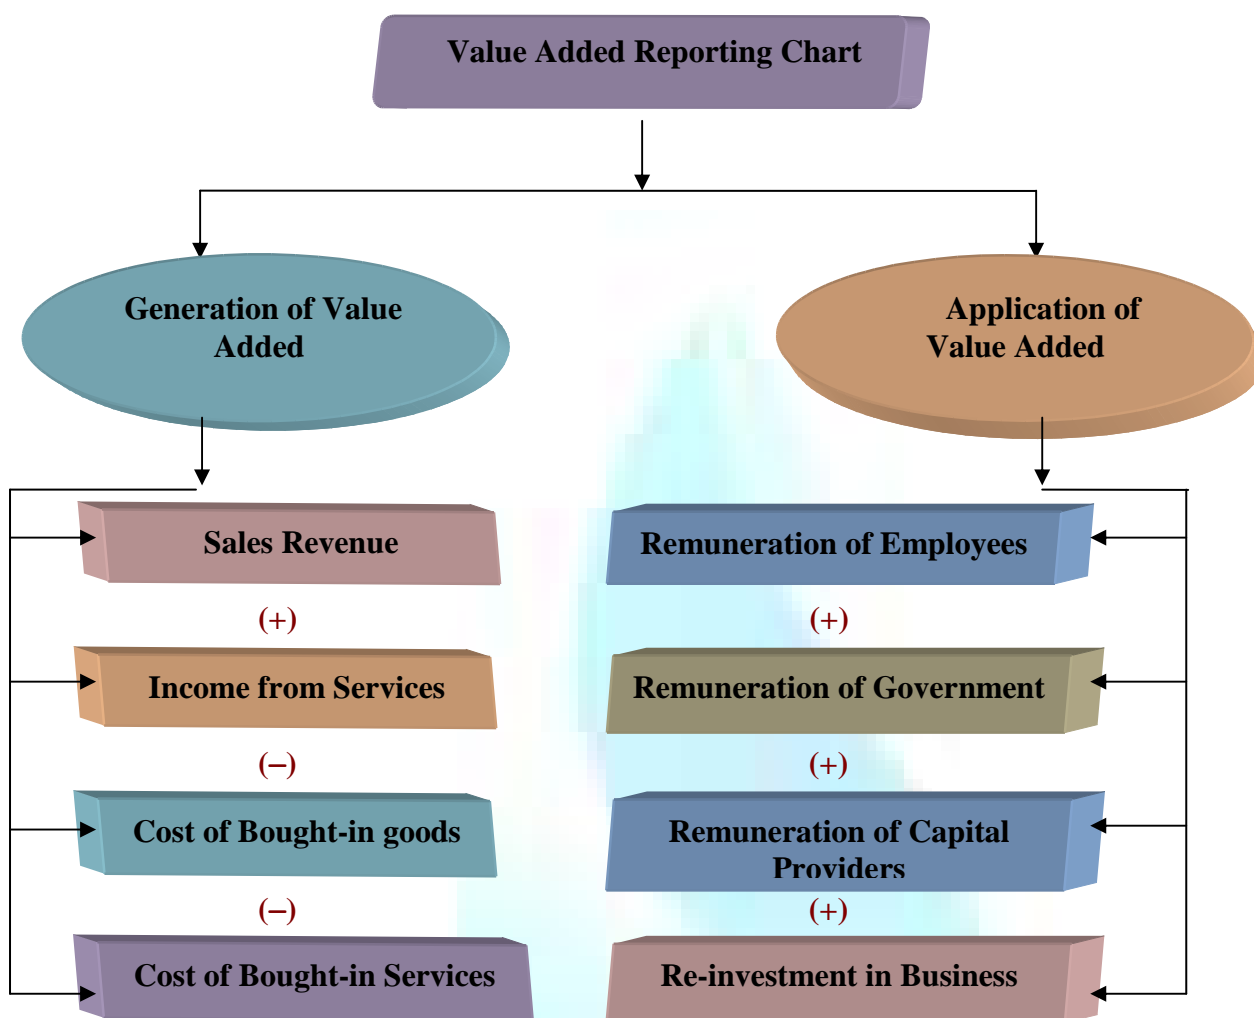 Value Added Reporting Chart
Generation of Value
Added
Application of
Value Added
Sales Revenue
(+)
Income from Services
(–)
Cost of Bought-in goods
(–)
Cost of Bought-in Services
Remuneration of Employees
(+)
Remuneration of Government
(+)
Remuneration of Capital
Providers
(+)
Re-investment in Business